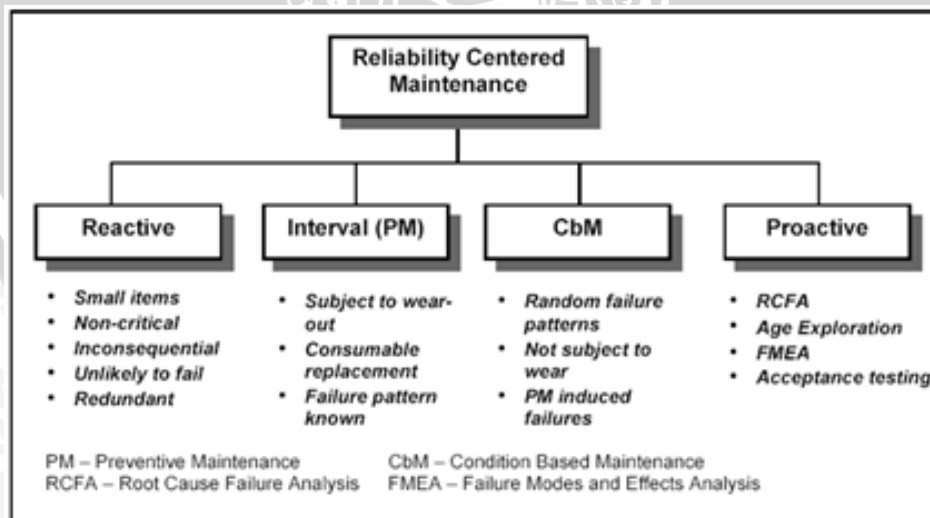 Reliability Centered
Maintenance
Reactive
Interval (PM)
CbM
Proactive
• Small items
• Non-critical
• Inconsequential
• Unlikely to fail
• Redundant
• Subject to wear-
out
• Consumable
replacement
• Failure pattern
known
• Random failure
patterns
• Not subject to
wear
• PM induced
failures
• RCFA
• Age Exploration
• FMEA
• Acceptance testing
PM – Preventive Maintenance
CbM – Condition Based Maintenance
RCFA – Root Cause Failure Analysis
FMEA – Failure Modes and Effects Analysis